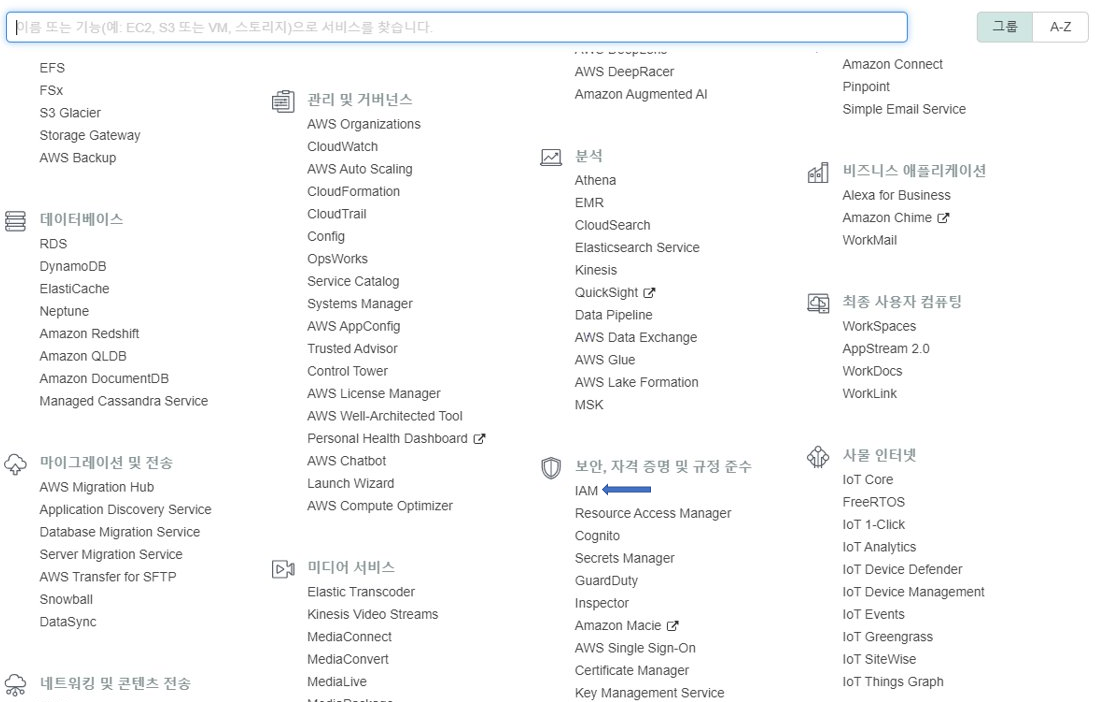 이름 또는 기능(예: EC2, S3 또는 VM, 스토리지)으로 서비스를 찾습니다.
그룹
A-Z
EFS
FSx
S3 Glacier
Storage Gateway
AWS Backup
데이터베이스
RDS
DynamoDB
ElastiCache
Neptune
Amazon Redshift
Amazon QLDB
Amazon DocumentDB
Managed Cassandra Service
마이그레이션 및 전송
AWS Migration Hub
Application Discovery Service
Database Migration Service
Server Migration Service
AWS Transfer for SFTP
Snowball
DataSync
네트워킹 및 콘텐츠 전송
관리 및 거버넌스
AWS Organizations
CloudWatch
AWS Auto Scaling
CloudFormation
CloudTrail
Config
OpsWorks
Service Catalog
Systems Manager
AWS AppConfig
Trusted Advisor
Control Tower
AWS License Manager
AWS Well-Architected Tool
Personal Health Dashboard
AWS Chatbot
Launch Wizard
AWS Compute Optimizer
미디어 서비스
Elastic Transcoder
Kinesis Video Streams
MediaConnect
MediaConvert
MediaLive
MediaPackage
AWS DeepLens
AWS DeepRacer
Amazon Augmented AI
분석
Athena
EMR
CloudSearch
Elasticsearch Service
Kinesis
QuickSight
Data Pipeline
AWS Data Exchange
AWS Glue
AWS Lake Formation
MSK
보안, 자격 증명 및 규정 준수
IAM
Resource Access Manager
Cognito
Secrets Manager
GuardDuty
Inspector
Amazon Macie
AWS Single Sign-On
Certificate Manager
Key Management Service
Amazon Connect
Pinpoint
Simple Email Service
비즈니스 애플리케이션
Alexa for Business
Amazon Chime
WorkMail
최종 사용자 컴퓨팅
WorkSpaces
AppStream 2.0
WorkDocs
WorkLink
사물 인터넷
IoT Core
FreeRTOS
IoT 1-Click
IoT Analytics
IoT Device Defender
IoT Device Management
IoT Events
IoT Greengrass
IoT SiteWise
IoT Things Graph